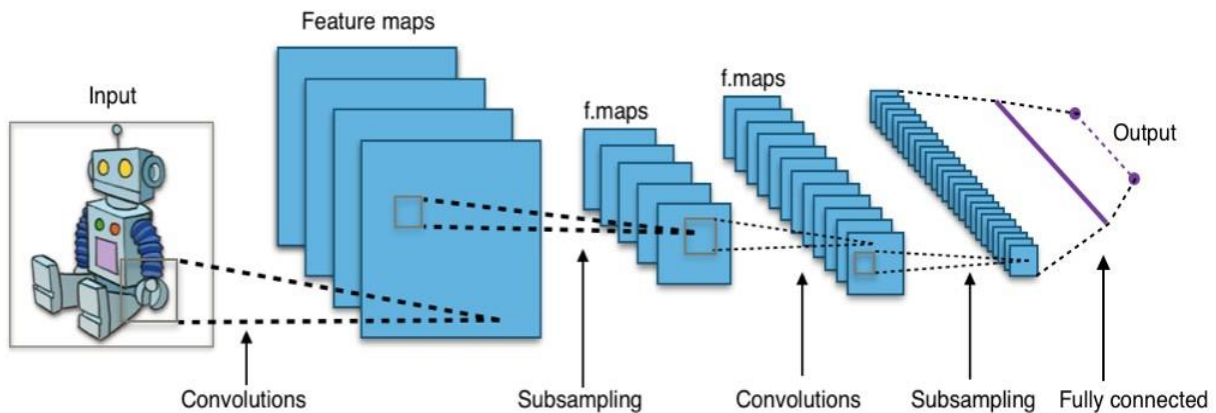 Feature maps
Input
f.maps
f.maps
Output
Convolutions
Subsampling
Convolutions
Subsampling
Fully connected